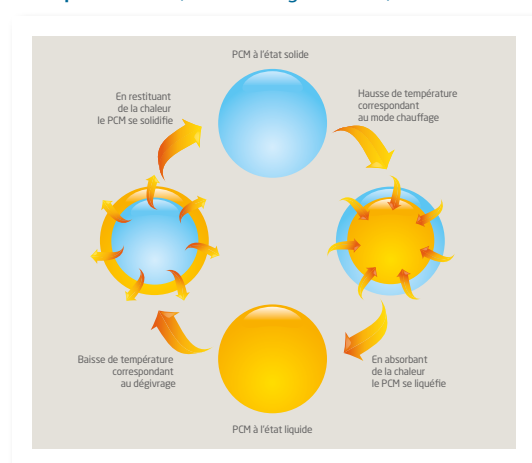 PCM à l'état solide
En restituant
de la chaleur
le PCM se solidifie
Hausse de température
correspondant
au mode chauffage
Baisse de température
correspondant
au dégivrage
En absorbant
de la chaleur
le PCM se liquéfie
PCM à l'état liquide